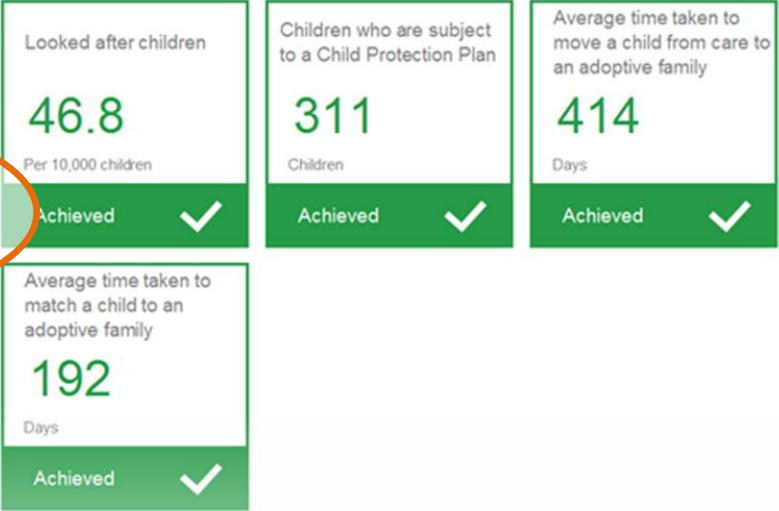 Looked after children
46.8
Per 10,000 children
Achieved
Children who are subject
to a Child Protection Plan
311
Children
Achieved
Average time taken to
move a child from care to
an adoptive family
414
Days
Achieved
Average time taken to
match a child to an
adoptive family
192
Days
Achieved